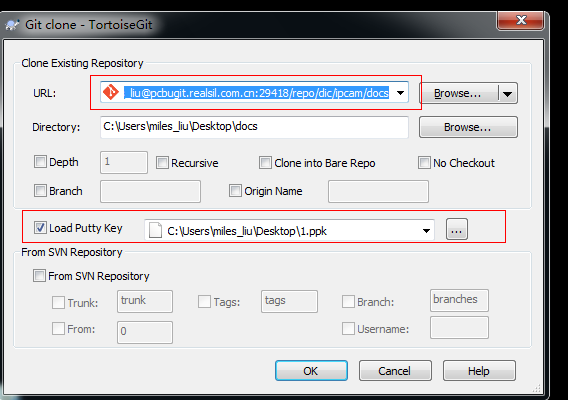 Git clone - TortoiseGit
Clone Existing Repository
URL: _liu@pcbugit.realsil.com.cn:29418/repo/dic/ipcam/docs Browse...
Directory: C:\Users\miles_liu\Desktop\docs Browse...
Depth 1 Recursive Clone into Bare Repo No Checkout
Branch Origin Name
Load Putty Key C:\Users\miles_liu\Desktop\1.ppk ...
From SVN Repository
From SVN Repository
Trunk: trunk Tags: tags Branch: branches
From: 0 Username:
OK Cancel Help